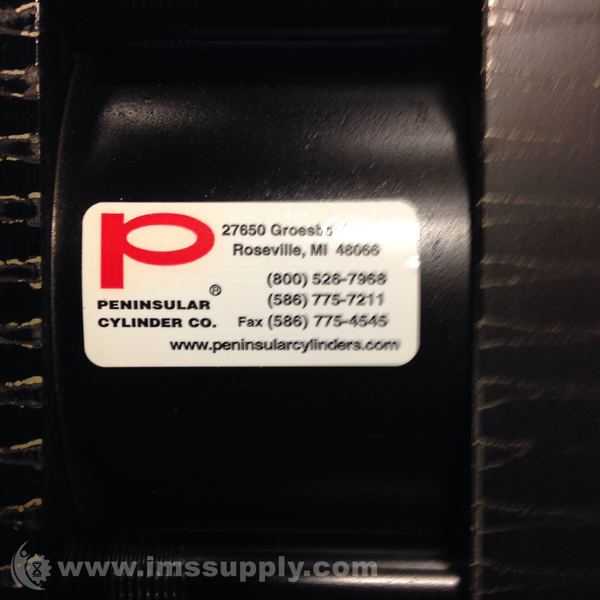 P
27650
Roseville, MI 48066
(800) 526-7968
(586) 775-7211
Fax (586) 775-4545
www.peninsularcylinders.com
®
PENINSULAR
CYLINDER CO.
www.imssupply.com